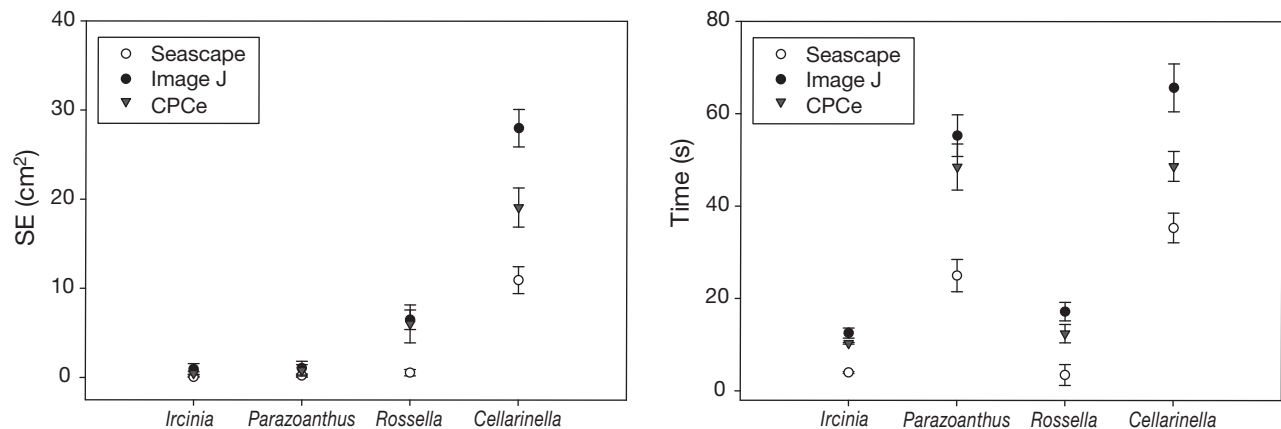 40
30
20
10
0
SE (cm²)
Seascape
Image J
CPCe
Ircinia Parazoanthus Rossella Cellarinella
80
60
40
20
0
Time (s)
Seascape
Image J
CPCe
Ircinia Parazoanthus Rossella Cellarinella